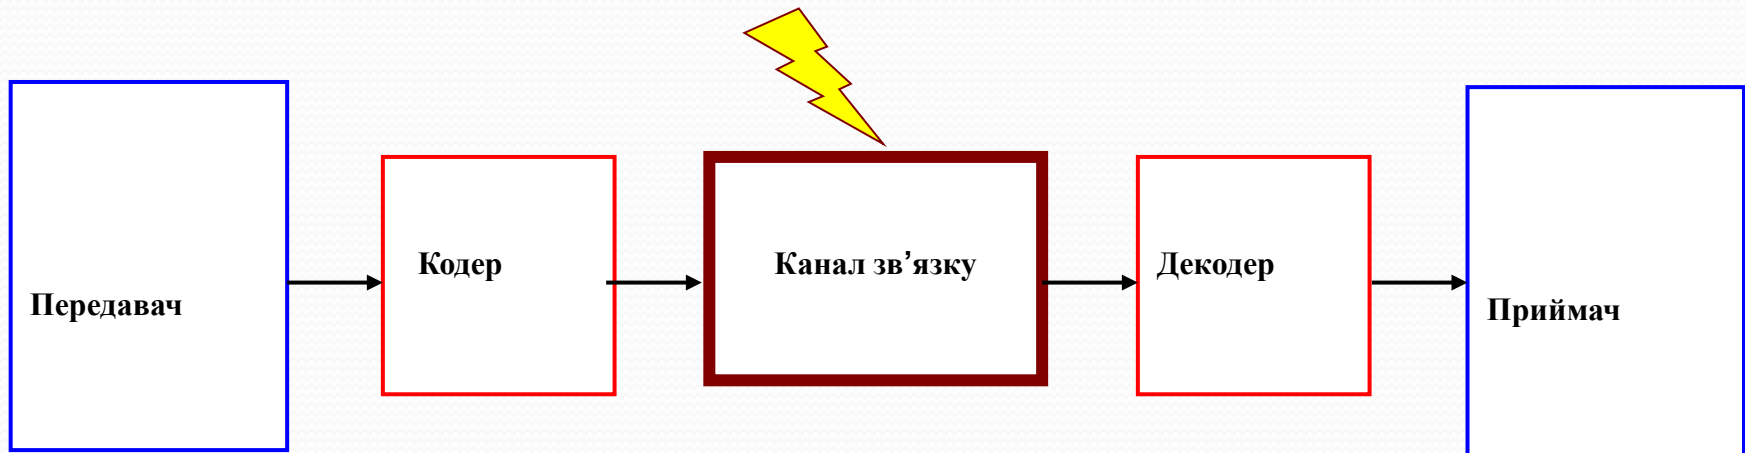 Передавач
Кодер
Канал зв’язку
Декодер
Приймач